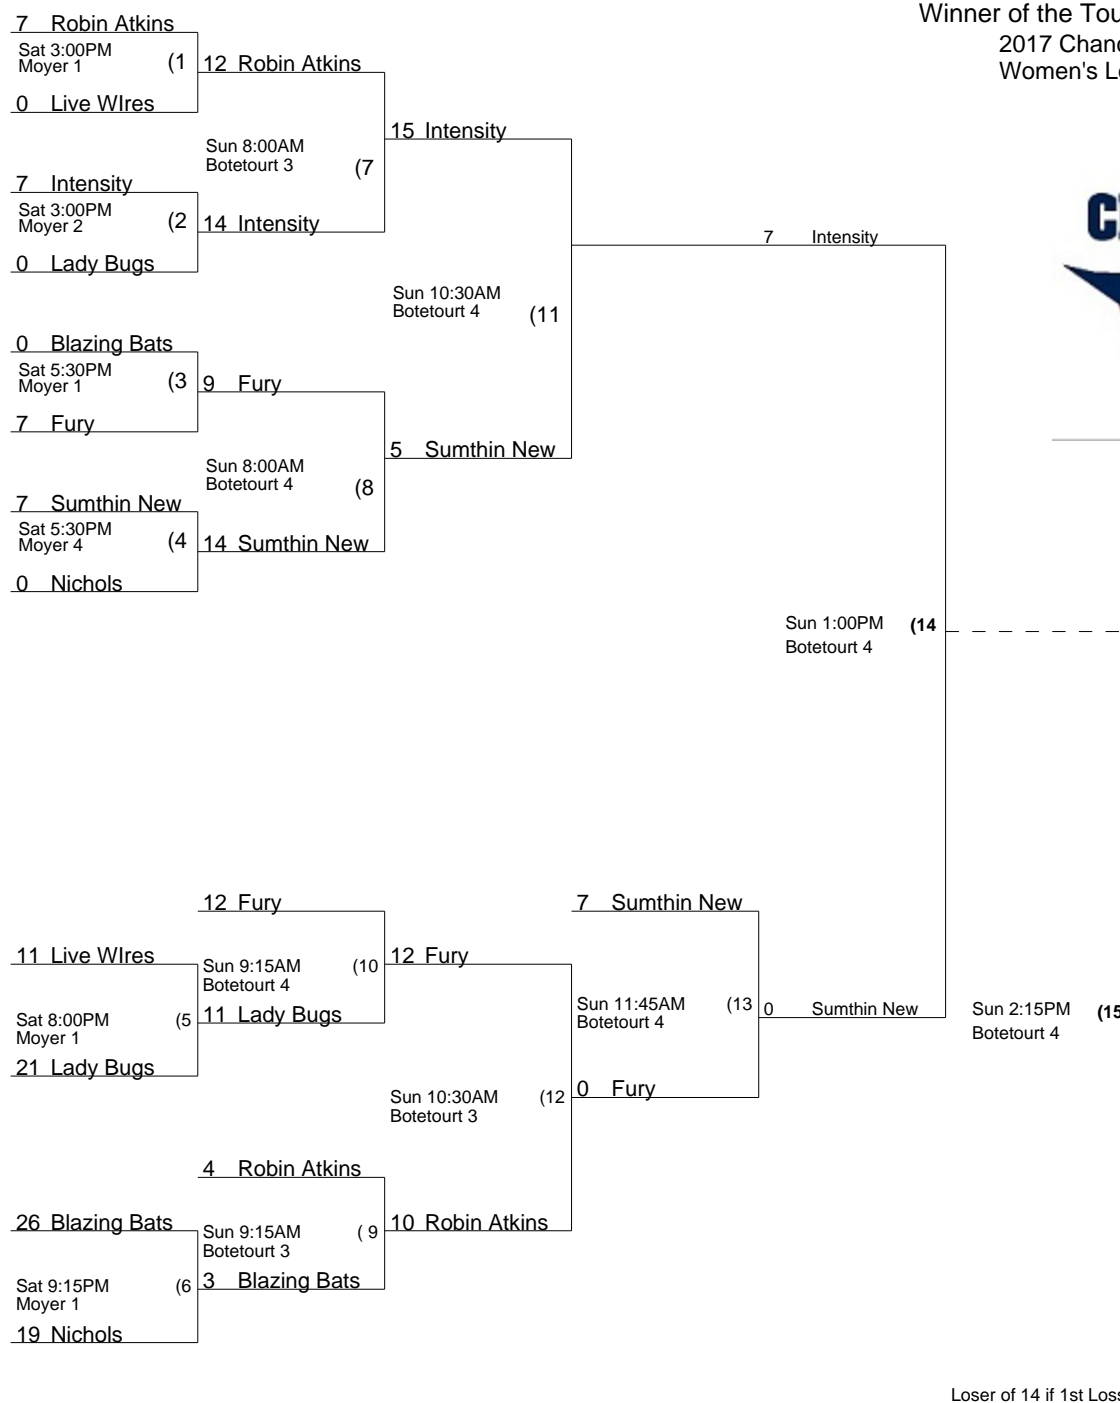 Winner of the Tou
2017 Chan
Women's L
7 Robin Atkins
Sat 3:00PM
Moyer 1
(1
0 Live WIres
12 Robin Atkins
Sun 8:00AM
Botetourt 3
(7
7 Intensity
Sat 3:00PM
Moyer 2
(2
0 Lady Bugs
14 Intensity
15 Intensity
Sun 10:30AM
Botetourt 4
(11
0 Blazing Bats
Sat 5:30PM
Moyer 1
(3
7 Fury
9 Fury
Sun 8:00AM
Botetourt 4
(8
7 Sumthin New
Sat 5:30PM
Moyer 4
(4
0 Nichols
14 Sumthin New
5 Sumthin New
7 Intensity
Sun 1:00PM
Botetourt 4
(14
12 Fury
11 Live WIres
Sat 8:00PM
Moyer 1
(5
21 Lady Bugs
Sun 9:15AM
Botetourt 4
(10
11 Lady Bugs
12 Fury
Sun 10:30AM
Botetourt 3
(12
4 Robin Atkins
26 Blazing Bats
Sat 9:15PM
Moyer 1
(6
19 Nichols
Sun 9:15AM
Botetourt 3
( 9
3 Blazing Bats
10 Robin Atkins
7 Sumthin New
Sun 11:45AM
Botetourt 4
(13
0 Fury
0 Sumthin New
Sun 2:15PM
Botetourt 4
(15
Loser of 14 if 1st Loss